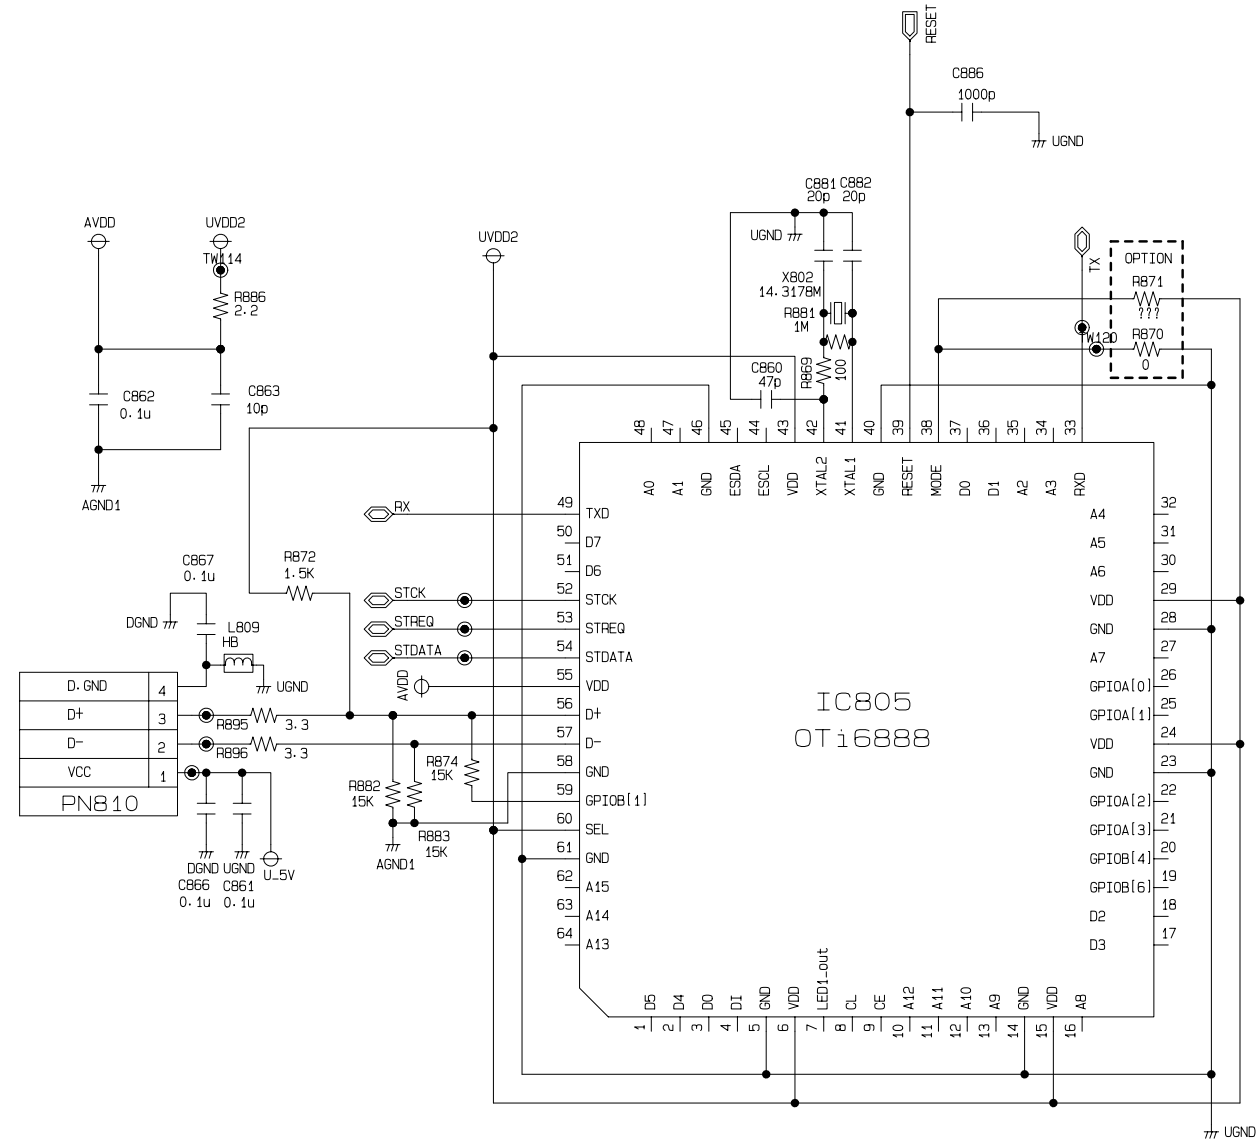 RESET
C886
1000p
UGND
C881 C882
20p 20p
UGND
X802
14.3178M
R881
1M
R869
100
C860
47p
TX
OPTION
R871
???
R870
0
W120
AVDD
UVDD2
TW114
R886
2.2
C862
0.1u
C863
10p
AGND1
UVDD2
48 47 46 45 44 43 42 41 40 39 38 37 36 35 34 33
A0 A1 GND ESDA ESCL VDD XTAL2 XTAL1 GND RESET MODE D0 D1 A2 A3 RXD
RX
49 TXD
50 D7
51 D6
STCK
52 STCK
STREQ
53 STREQ
STDATA
54 STDATA
AVDD
55 VDD
56 D+
57 D-
58 GND
59 GPIOB[1]
60 SEL
61 GND
62 A15
63 A14
64 A13
A4 32
A5 31
A6 30
VDD 29
GND 28
A7 27
GPIOA[0] 26
GPIOA[1] 25
VDD 24
GND 23
GPIOA[2] 22
GPIOA[3] 21
GPIOB[4] 20
GPIOB[6] 19
D2 18
D3 17
IC805
OTi6888
C867
0.1u
DGND
L809
HB
UGND
R872
1.5K
D.GND 4
D+ 3
D- 2
VCC 1
PN810
R895 3.3
R896 3.3
R882
15K
R874
15K
R883
15K
AGND1
DGND UGND U_5V
C866 C861
0.1u 0.1u
D5 D4 D0 DI GND VDD LED1_out CL CE A12 A11 A10 A9 GND VDD A8
1 2 3 4 5 6 7 8 9 10 11 12 13 14 15 16
UGND